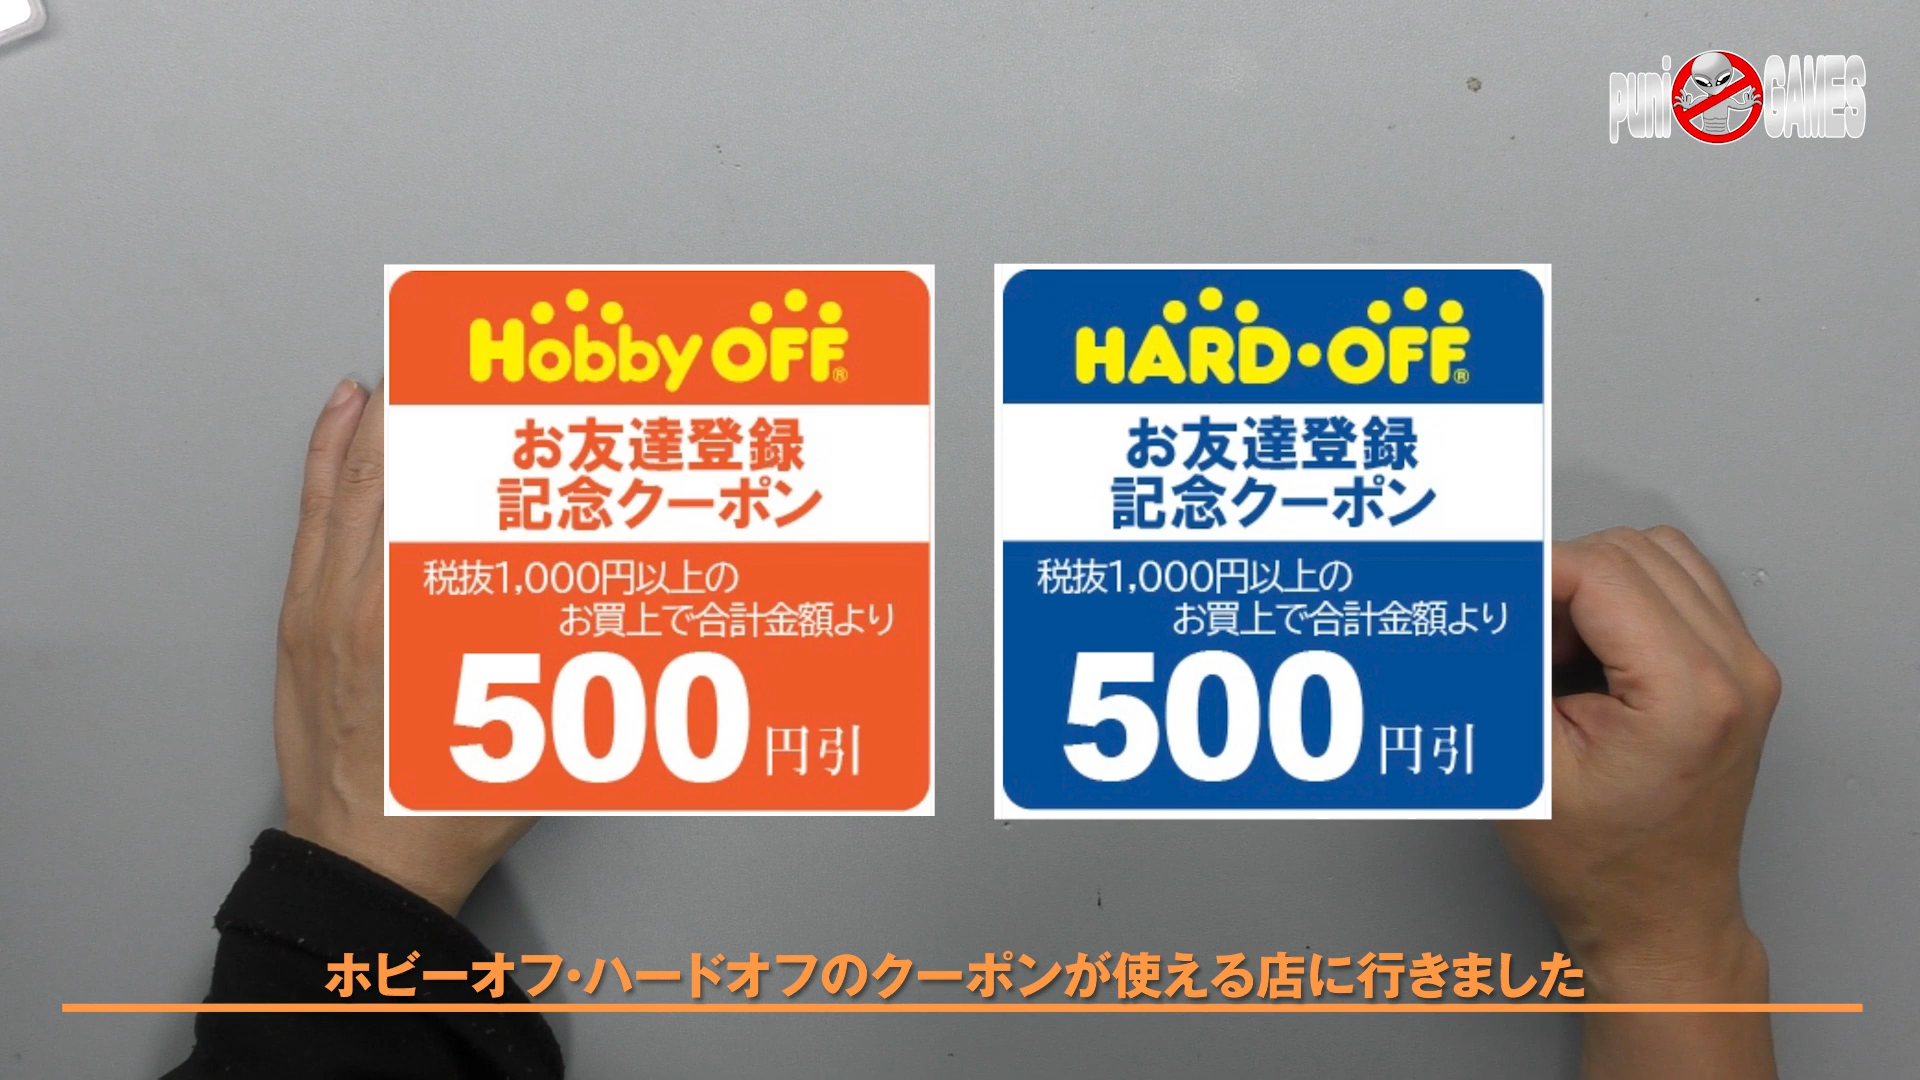 puni GAMES
Hobby OFF®
お友達登録
記念クーポン
税抜1,000円以上の
お買上で合計金額より
500円引
HARD・OFF®
お友達登録
記念クーポン
税抜1,000円以上の
お買上で合計金額より
500円引
ホビーオフ・ハードオフのクーポンが使える店に行きました